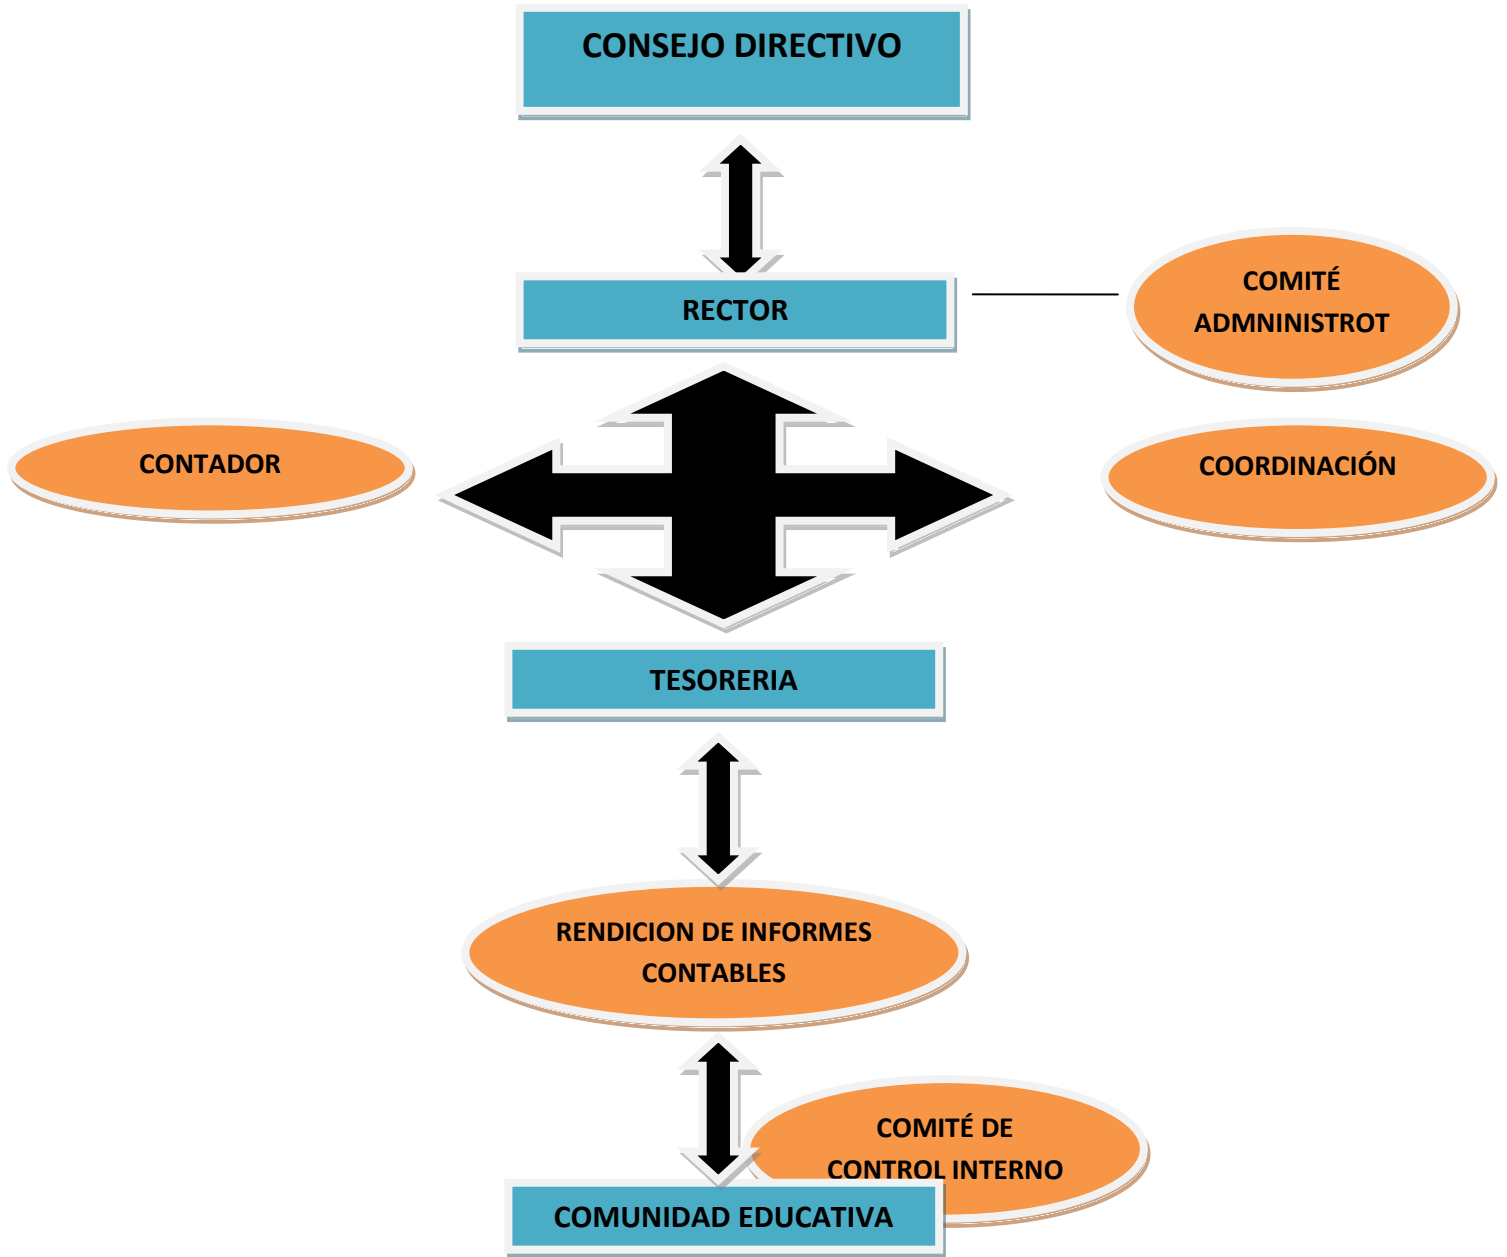 CONSEJO DIRECTIVO
RECTOR
COMITÉ
ADMNINISTROT
CONTADOR
COORDINACIÓN
TESORERIA
RENDICION DE INFORMES
CONTABLES
COMITÉ DE
CONTROL INTERNO
COMUNIDAD EDUCATIVA